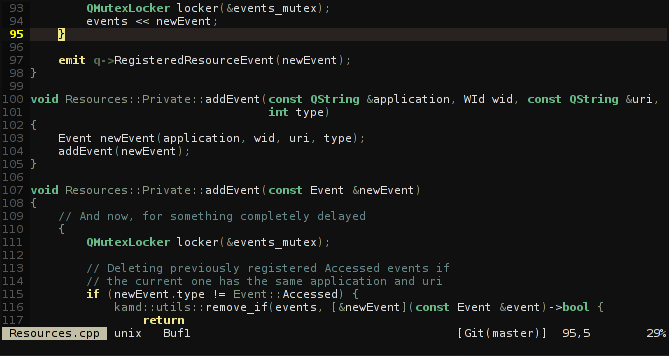 93         QMutexLocker locker(&events_mutex);
94         events << newEvent;
95     }
96
97     emit q->RegisteredResourceEvent(newEvent);
98 }
99
100 void Resources::Private::addEvent(const QString &application, WId wid, const QString &uri,
101                                   int type)
102 {
103     Event newEvent(application, wid, uri, type);
104     addEvent(newEvent);
105 }
106
107 void Resources::Private::addEvent(const Event &newEvent)
108 {
109     // And now, for something completely delayed
110     {
111         QMutexLocker locker(&events_mutex);
112
113         // Deleting previously registered Accessed events if
114         // the current one has the same application and uri
115         if (newEvent.type != Event::Accessed) {
116             kamd::utils::remove_if(events, [&newEvent](const Event &event)->bool {
117                 return
Resources.cpp  unix  Buf1  [Git(master)]  95,5  29%